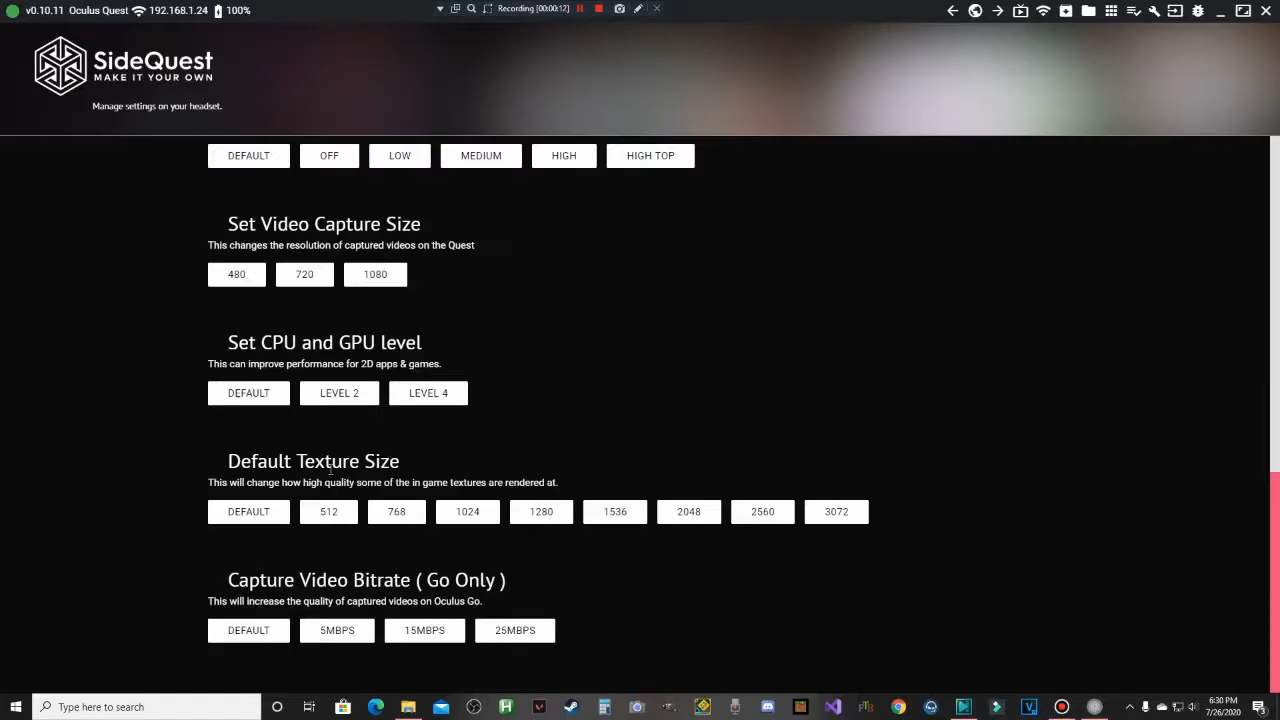 v0.10.11 Oculus Quest 192.168.1.24 100%
Recording [00:00:12]
SideQuest
MAKE IT YOUR OWN
Manage settings on your headset.
DEFAULT OFF LOW MEDIUM HIGH HIGH TOP
Set Video Capture Size
This changes the resolution of captured videos on the Quest
480 720 1080
Set CPU and GPU level
This can improve performance for 2D apps & games.
DEFAULT LEVEL 2 LEVEL 4
Default Texture Size
This will change how high quality some of the in game textures are rendered at.
DEFAULT 512 768 1024 1280 1536 2048 2560 3072
Capture Video Bitrate ( Go Only )
This will increase the quality of captured videos on Oculus Go.
DEFAULT 5MBPS 15MBPS 25MBPS
Type here to search
6:30 PM
7/26/2020